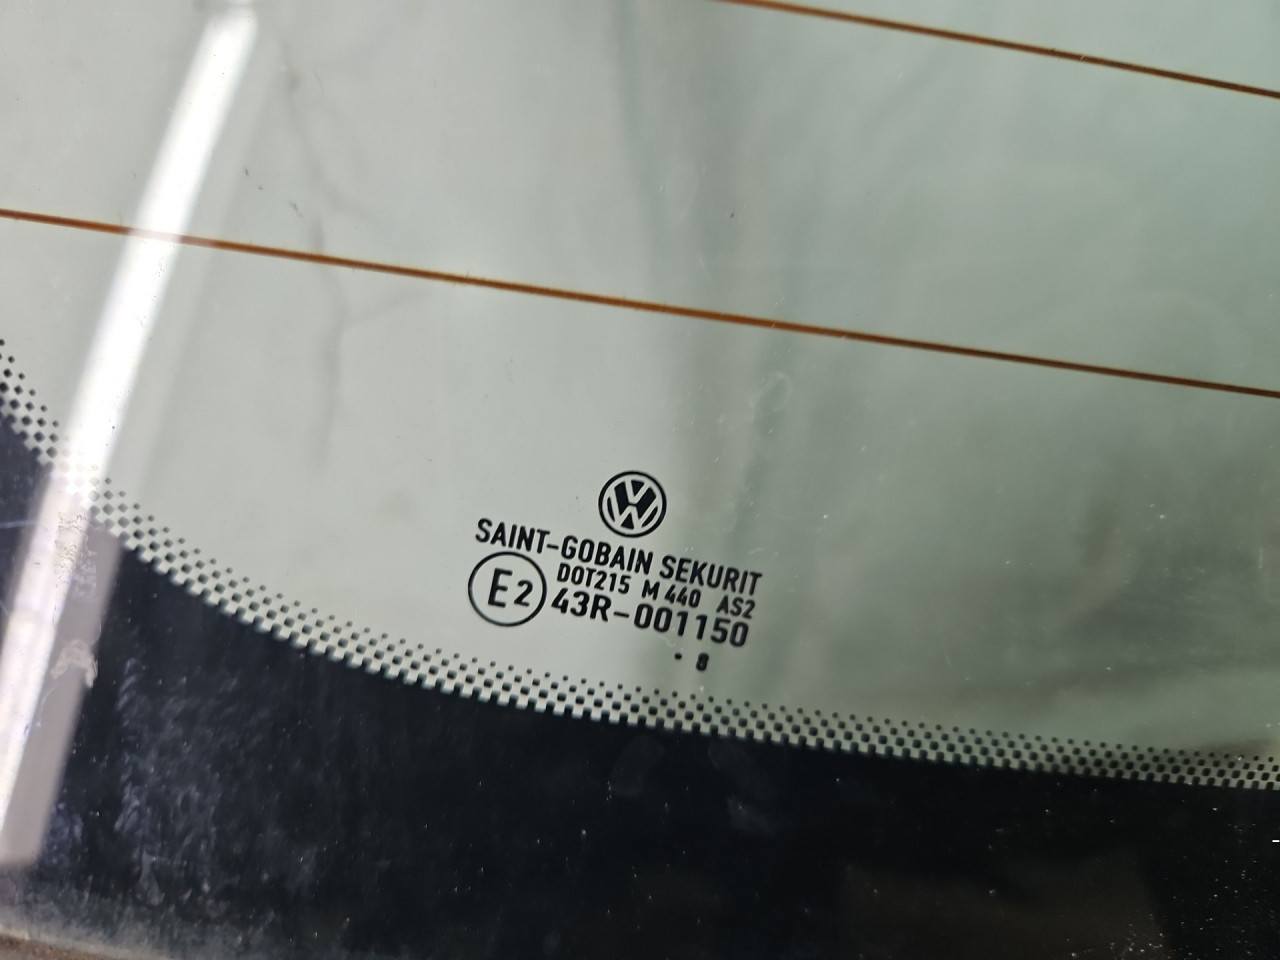 SAINT-GOBAIN SEKURIT
E2
DOT215 M 440 AS2
43R-001150
. 8